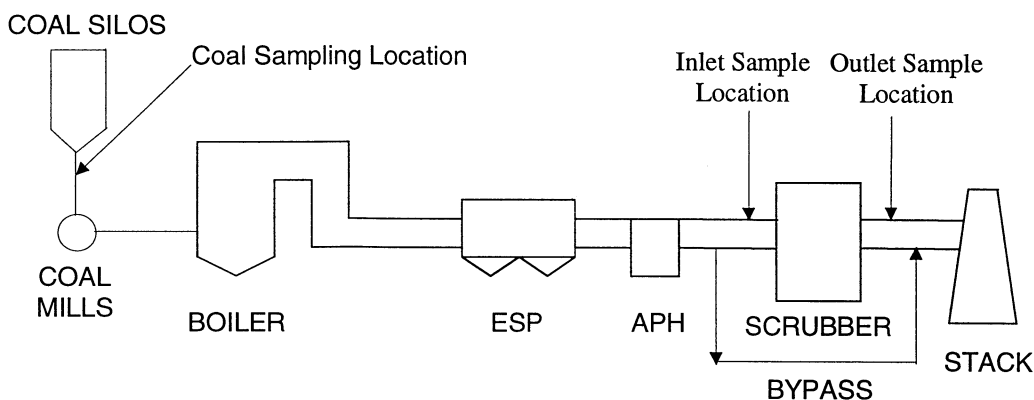 COAL SILOS
Coal Sampling Location
Inlet Sample
Location
Outlet Sample
Location
COAL
MILLS
BOILER
ESP
APH
SCRUBBER
BYPASS
STACK